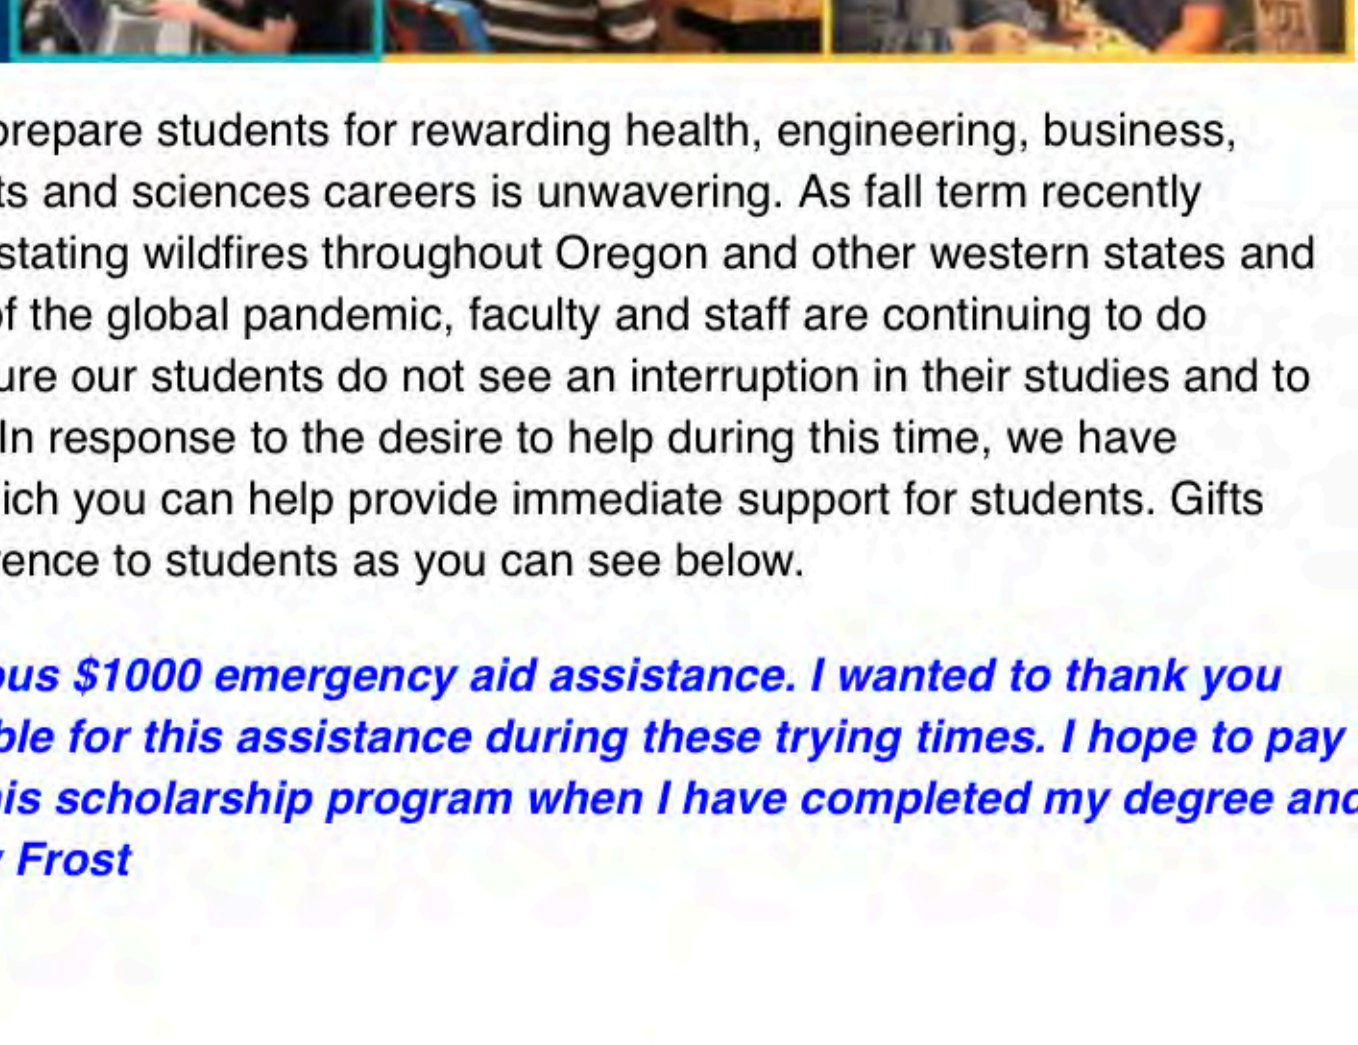 prepare students for rewarding health, engineering, business,
ts and sciences careers is unwavering. As fall term recently
stating wildfires throughout Oregon and other western states and
of the global pandemic, faculty and staff are continuing to do
ure our students do not see an interruption in their studies and to
In response to the desire to help during this time, we have
ich you can help provide immediate support for students. Gifts
rence to students as you can see below.
ous $1000 emergency aid assistance. I wanted to thank you
ble for this assistance during these trying times. I hope to pay
his scholarship program when I have completed my degree and
Frost